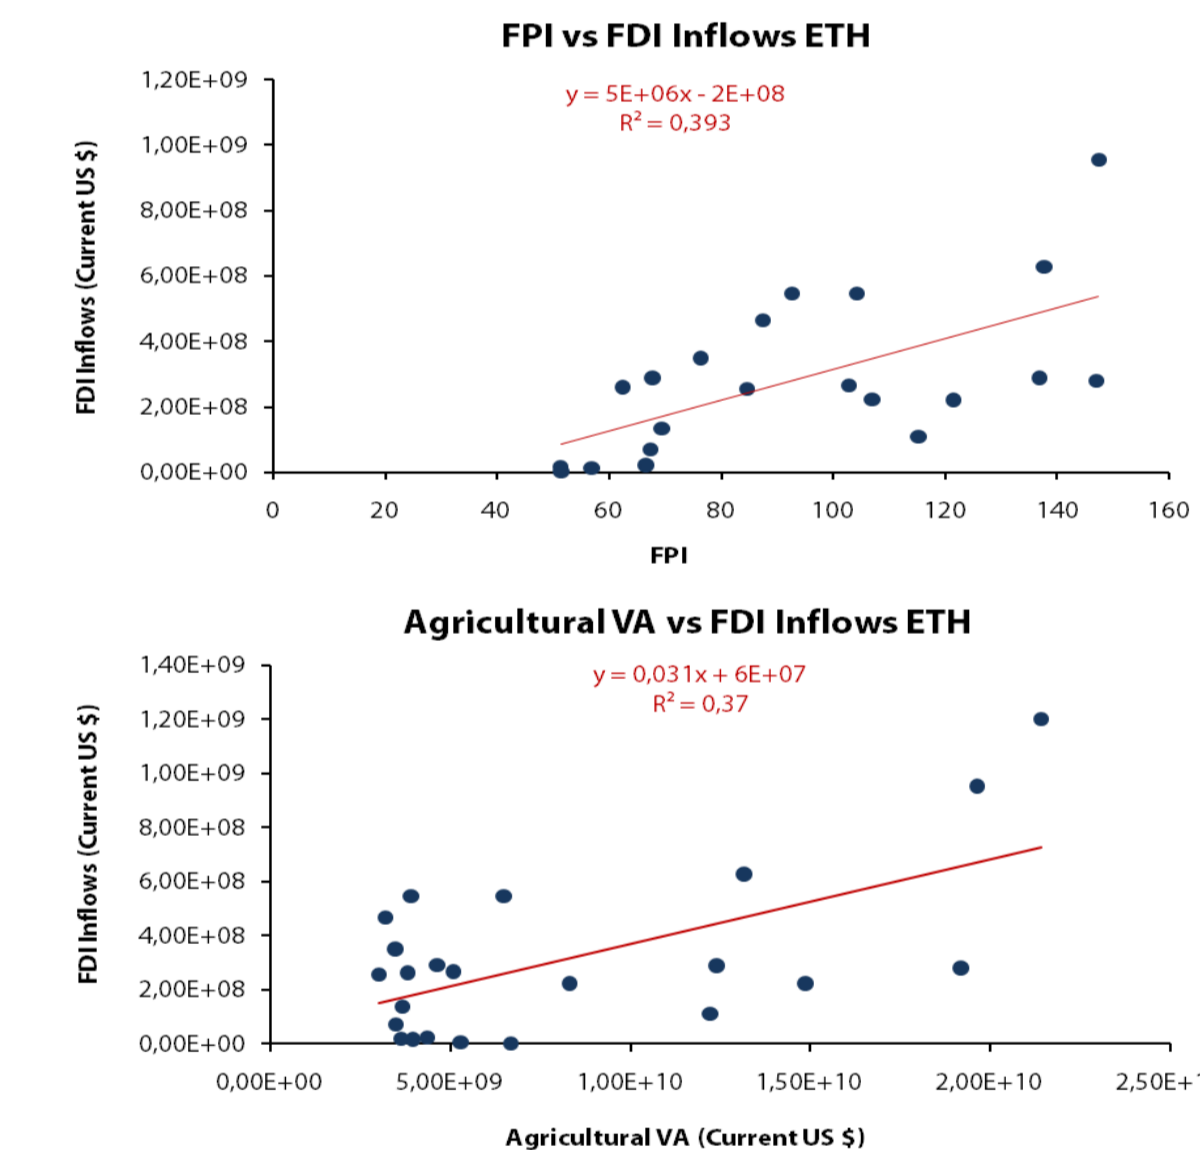 FPI vs FDI Inflows ETH
y = 5E+06x - 2E+08
R² = 0,393
FDI Inflows (Current US $)
1,20E+09
1,00E+09
8,00E+08
6,00E+08
4,00E+08
2,00E+08
0,00E+00
0 20 40 60 80 100 120 140 160
FPI
Agricultural VA vs FDI Inflows ETH
y = 0,031x + 6E+07
R² = 0,37
FDI Inflows (Current US $)
1,40E+09
1,20E+09
1,00E+09
8,00E+08
6,00E+08
4,00E+08
2,00E+08
0,00E+00
0,00E+00 5,00E+09 1,00E+10 1,50E+10 2,00E+10 2,50E+
Agricultural VA (Current US $)